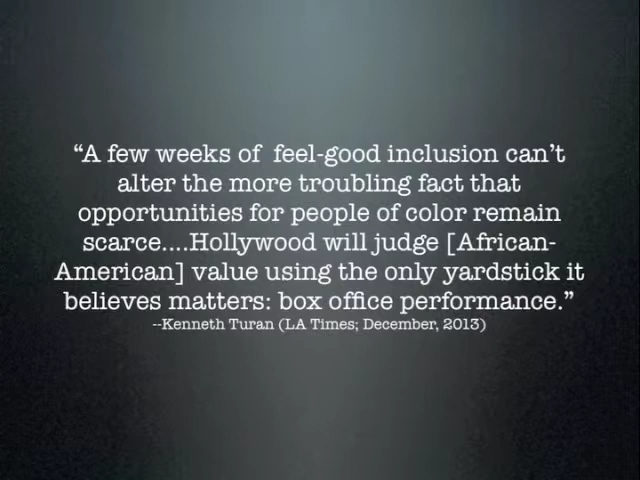 “A few weeks of  feel-good inclusion can’t
alter the more troubling fact that
opportunities for people of color remain
scarce....Hollywood will judge [African-
American] value using the only yardstick it
believes matters: box office performance.”
--Kenneth Turan (LA Times; December, 2013)